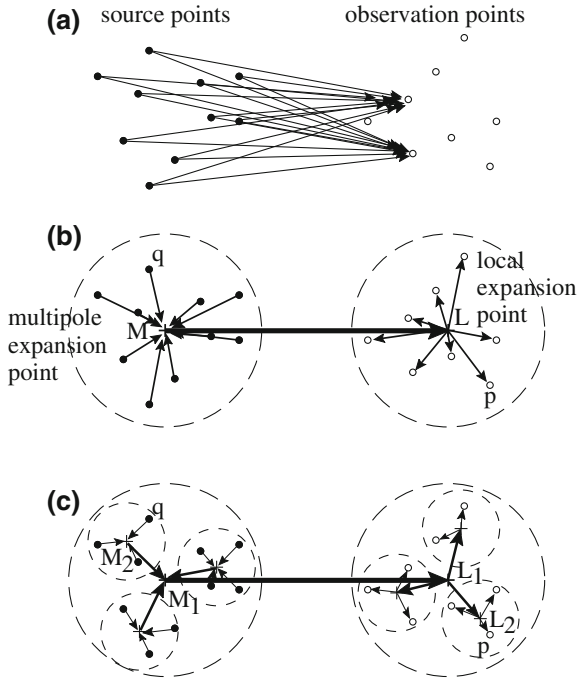 (a) source points observation points
(b)
q
multipole
expansion
point
M
L
local
expansion
point
p
(c)
q
M2
M1
L1
L2
p